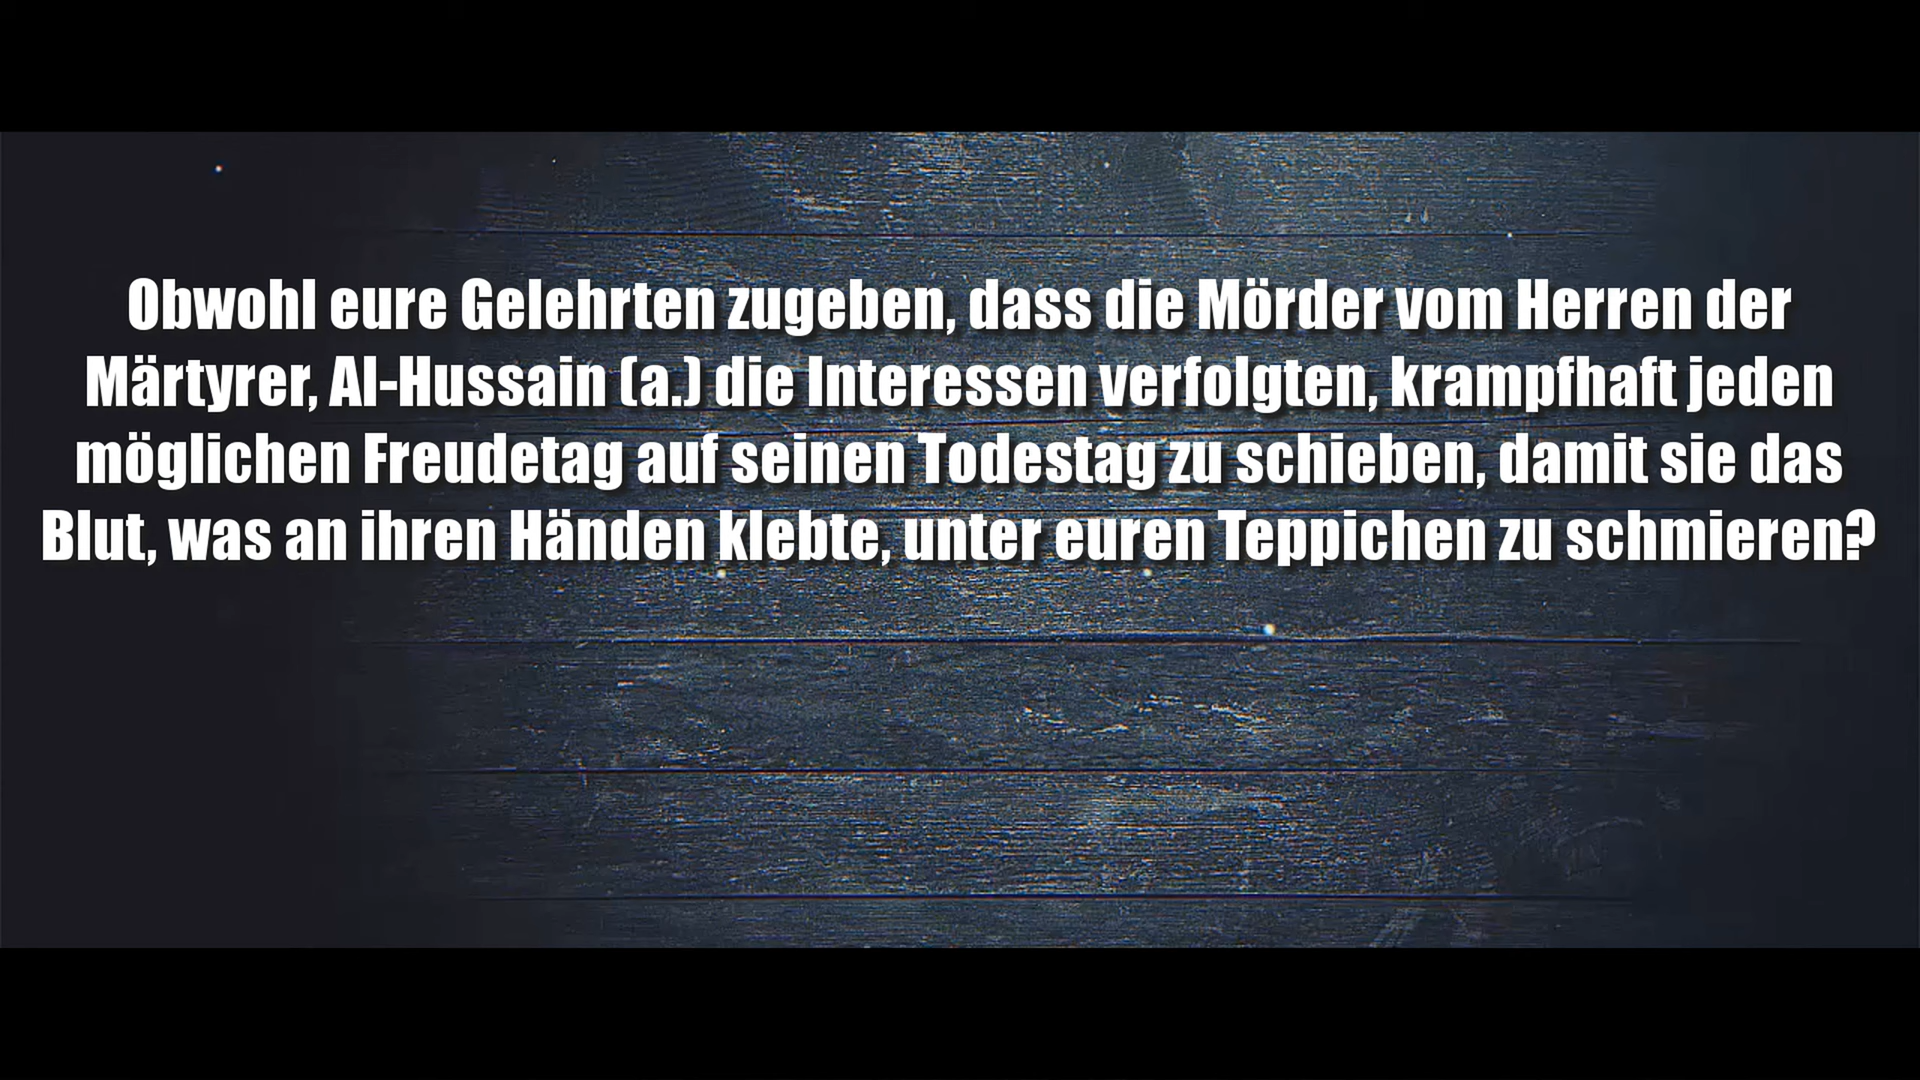 Obwohl eure Gelehrten zugeben, dass die Mörder vom Herren der
Märtyrer, Al-Hussain (a.) die Interessen verfolgten, krampfhaft jeden
möglichen Freudetag auf seinen Todestag zu schieben, damit sie das
Blut, was an ihren Händen klebte, unter euren Teppichen zu schmieren?